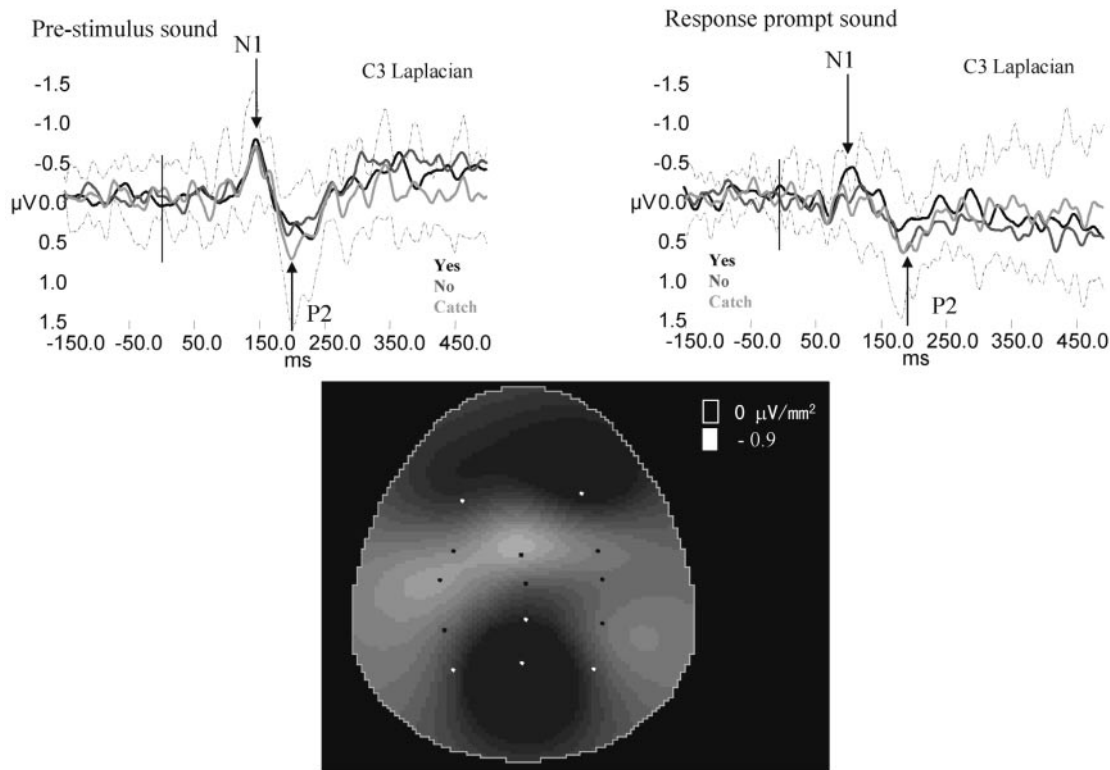 Pre-stimulus sound
N1
C3 Laplacian
-1.5
-1.0
-0.5
µV 0.0
0.5
1.0
1.5
Yes
No
Catch
P2
-150.0 -50.0 50.0 150.0 250.0 350.0 450.0
ms
Response prompt sound
N1
C3 Laplacian
-1.5
-1.0
-0.5
µV 0.0
0.5
1.0
1.5
Yes
No
Catch
P2
-150.0 -50.0 50.0 150.0 250.0 350.0 450.0
ms
0 µV/mm²
- 0.9